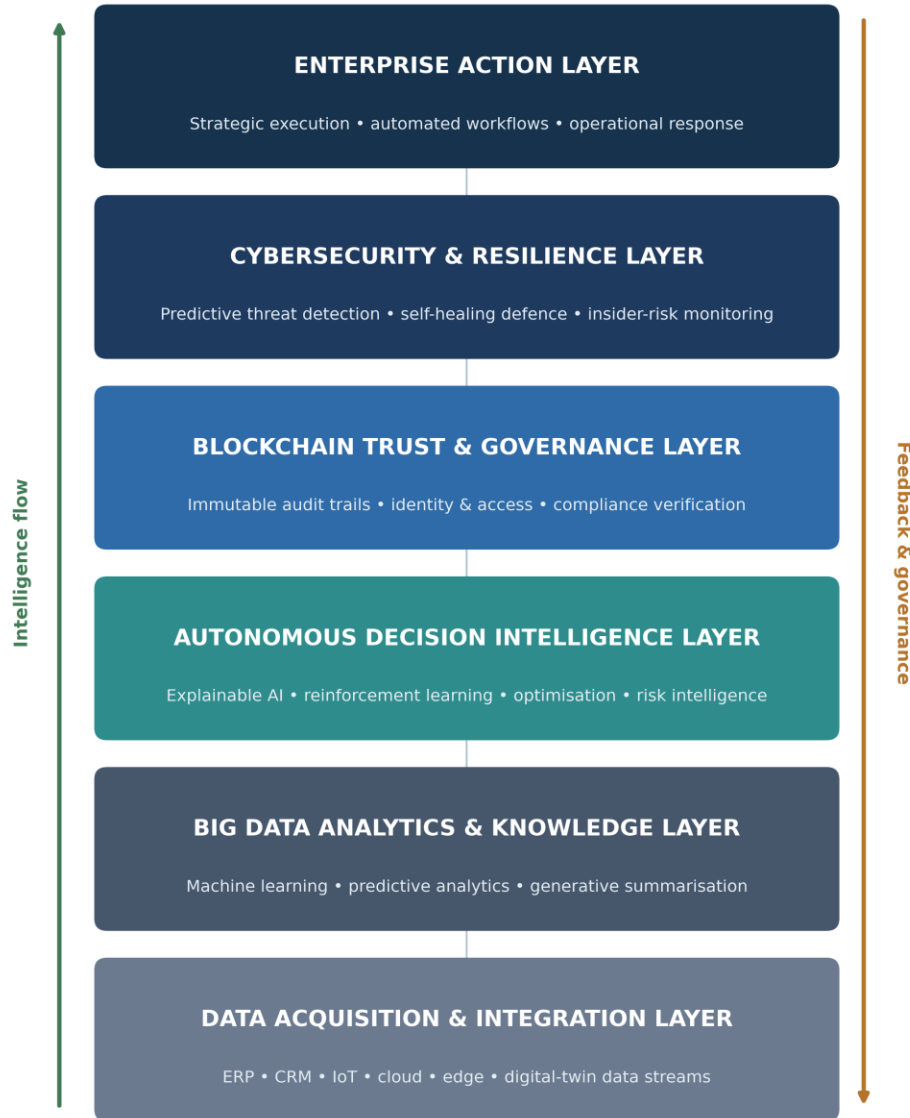 ENTERPRISE ACTION LAYER
Strategic execution • automated workflows • operational response
CYBERSECURITY & RESILIENCE LAYER
Predictive threat detection • self-healing defence • insider-risk monitoring
BLOCKCHAIN TRUST & GOVERNANCE LAYER
Immutable audit trails • identity & access • compliance verification
AUTONOMOUS DECISION INTELLIGENCE LAYER
Explainable AI • reinforcement learning • optimisation • risk intelligence
BIG DATA ANALYTICS & KNOWLEDGE LAYER
Machine learning • predictive analytics • generative summarisation
DATA ACQUISITION & INTEGRATION LAYER
ERP • CRM • IoT • cloud • edge • digital-twin data streams
Intelligence flow
Feedback & governance